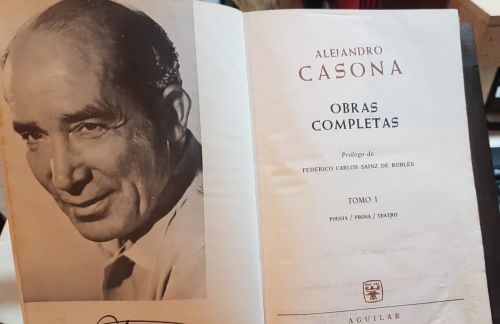 ALEJANDRO
CASONA
OBRAS
COMPLETAS
Prólogo de
FEDERICO CARLOS SAINZ DE ROBLES
TOMO I
POESIA / PROSA / TEATRO
AGUILAR